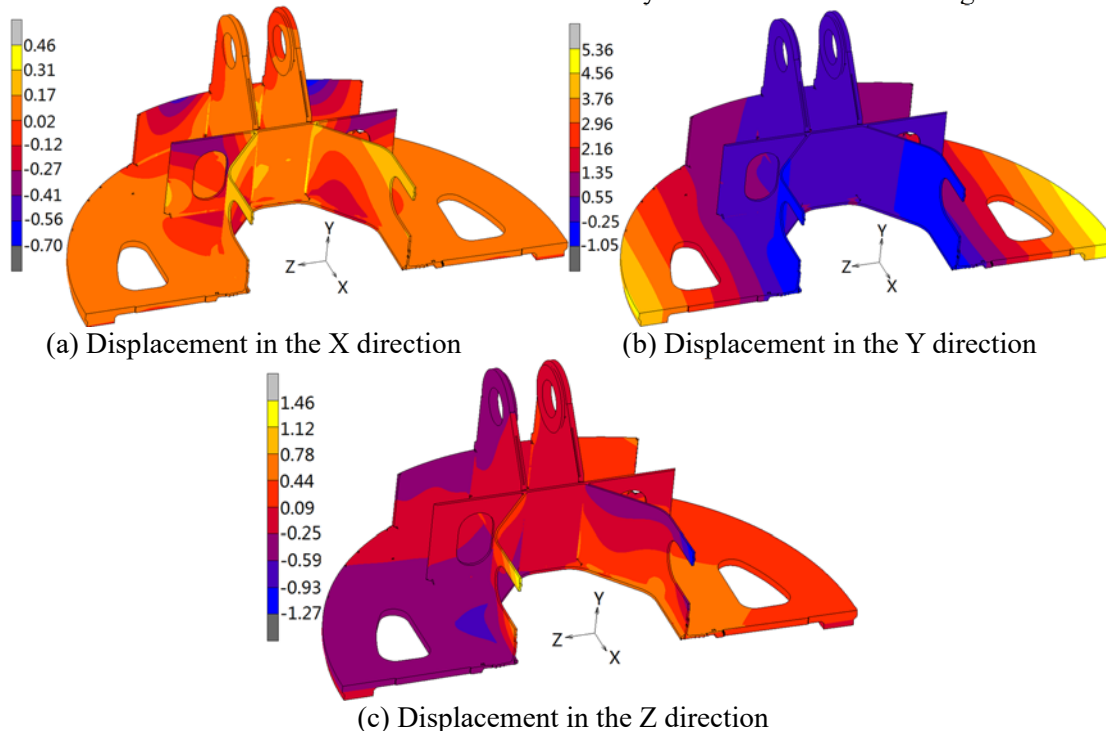 0.46
0.31
0.17
0.02
-0.12
-0.27
-0.41
-0.56
-0.70
Y
Z
X
(a) Displacement in the X direction
5.36
4.56
3.76
2.96
2.16
1.35
0.55
-0.25
-1.05
Y
Z
X
(b) Displacement in the Y direction
1.46
1.12
0.78
0.44
0.09
-0.25
-0.59
-0.93
-1.27
Y
Z
X
(c) Displacement in the Z direction